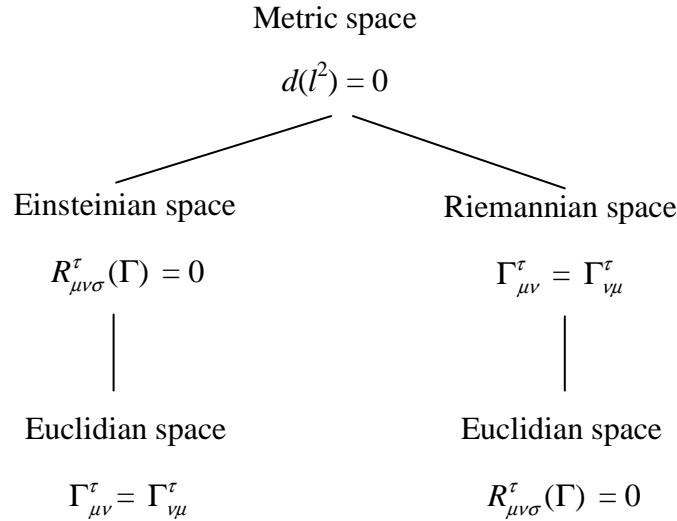 Metric space
d(l²) = 0
Einsteinian space Riemannian space
R^τ_{μνσ}(Γ) = 0 Γ^τ_{μν} = Γ^τ_{νμ}
Euclidian space Euclidian space
Γ^τ_{μν} = Γ^τ_{νμ} R^τ_{μνσ}(Γ) = 0